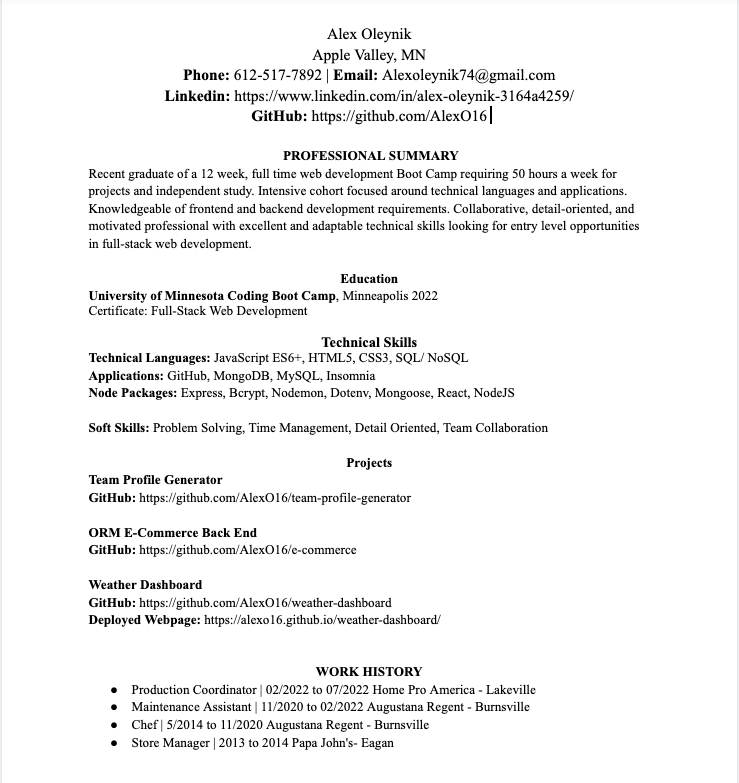 Alex Oleynik
Apple Valley, MN
Phone: 612-517-7892 | Email: Alexoleynik74@gmail.com
Linkedin: https://www.linkedin.com/in/alex-oleynik-3164a4259/
GitHub: https://github.com/AlexO16
PROFESSIONAL SUMMARY
Recent graduate of a 12 week, full time web development Boot Camp requiring 50 hours a week for
projects and independent study. Intensive cohort focused around technical languages and applications.
Knowledgeable of frontend and backend development requirements. Collaborative, detail-oriented, and
motivated professional with excellent and adaptable technical skills looking for entry level opportunities
in full-stack web development.
Education
University of Minnesota Coding Boot Camp, Minneapolis 2022
Certificate: Full-Stack Web Development
Technical Skills
Technical Languages: JavaScript ES6+, HTML5, CSS3, SQL/ NoSQL
Applications: GitHub, MongoDB, MySQL, Insomnia
Node Packages: Express, Bcrypt, Nodemon, Dotenv, Mongoose, React, NodeJS
Soft Skills: Problem Solving, Time Management, Detail Oriented, Team Collaboration
Projects
Team Profile Generator
GitHub: https://github.com/AlexO16/team-profile-generator
ORM E-Commerce Back End
GitHub: https://github.com/AlexO16/e-commerce
Weather Dashboard
GitHub: https://github.com/AlexO16/weather-dashboard
Deployed Webpage: https://alexo16.github.io/weather-dashboard/
WORK HISTORY
● Production Coordinator | 02/2022 to 07/2022 Home Pro America - Lakeville
● Maintenance Assistant | 11/2020 to 02/2022 Augustana Regent - Burnsville
● Chef | 5/2014 to 11/2020 Augustana Regent - Burnsville
● Store Manager | 2013 to 2014 Papa John's- Eagan